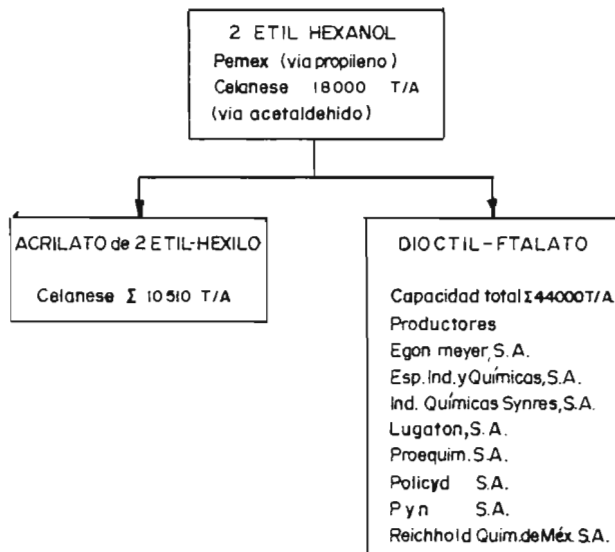 2 ETIL HEXANOL
Pemex (via propileno)
Celanese 18000 T/A
(via acetaldehido)
ACRILATO de 2 ETIL-HEXILO
Celanese Σ 10510 T/A
DIOCTIL-FTALATO
Capacidad total Σ44000T/A
Productores
Egon meyer, S.A.
Esp. Ind. y Químicas, S.A.
Ind. Químicas Synres, S.A.
Lugaton, S.A.
Proequim. S.A.
Policyd S.A.
Pyn S.A.
Reichhold Quim. de Méx. S.A.